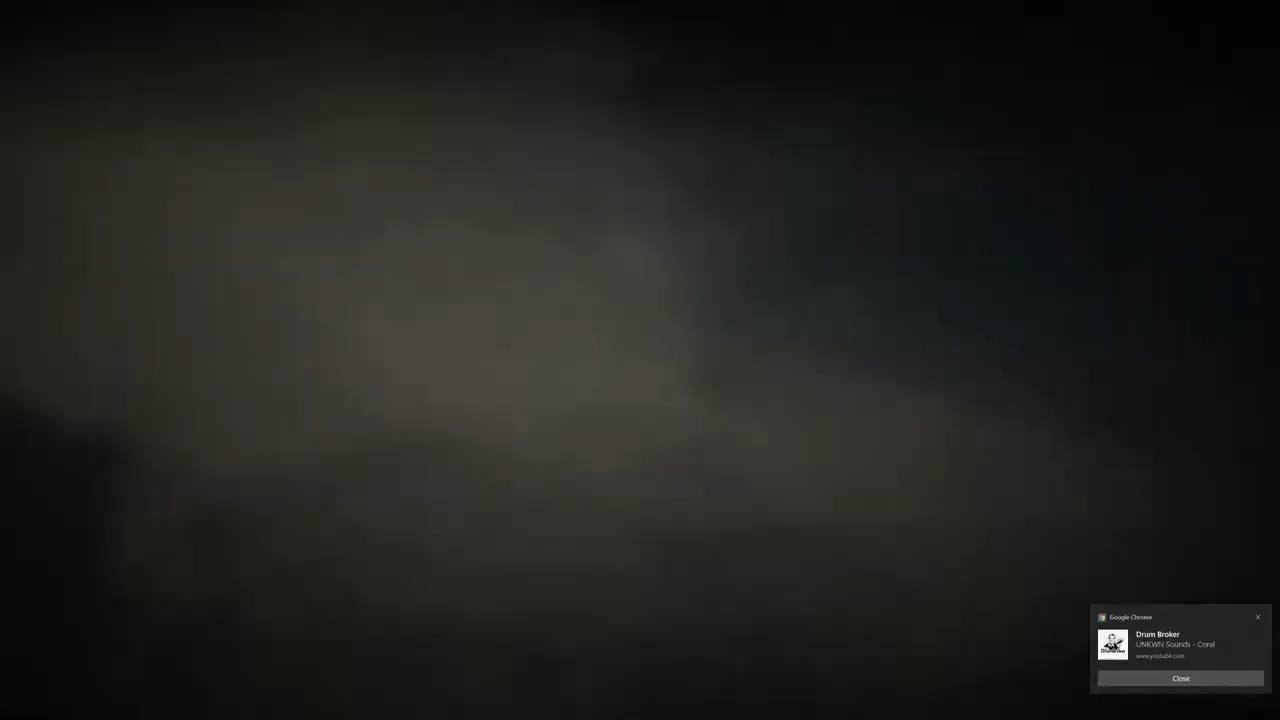 Google Chrome
Drum Broker
UNKWN Sounds - Coral
www.youtube.com
Close